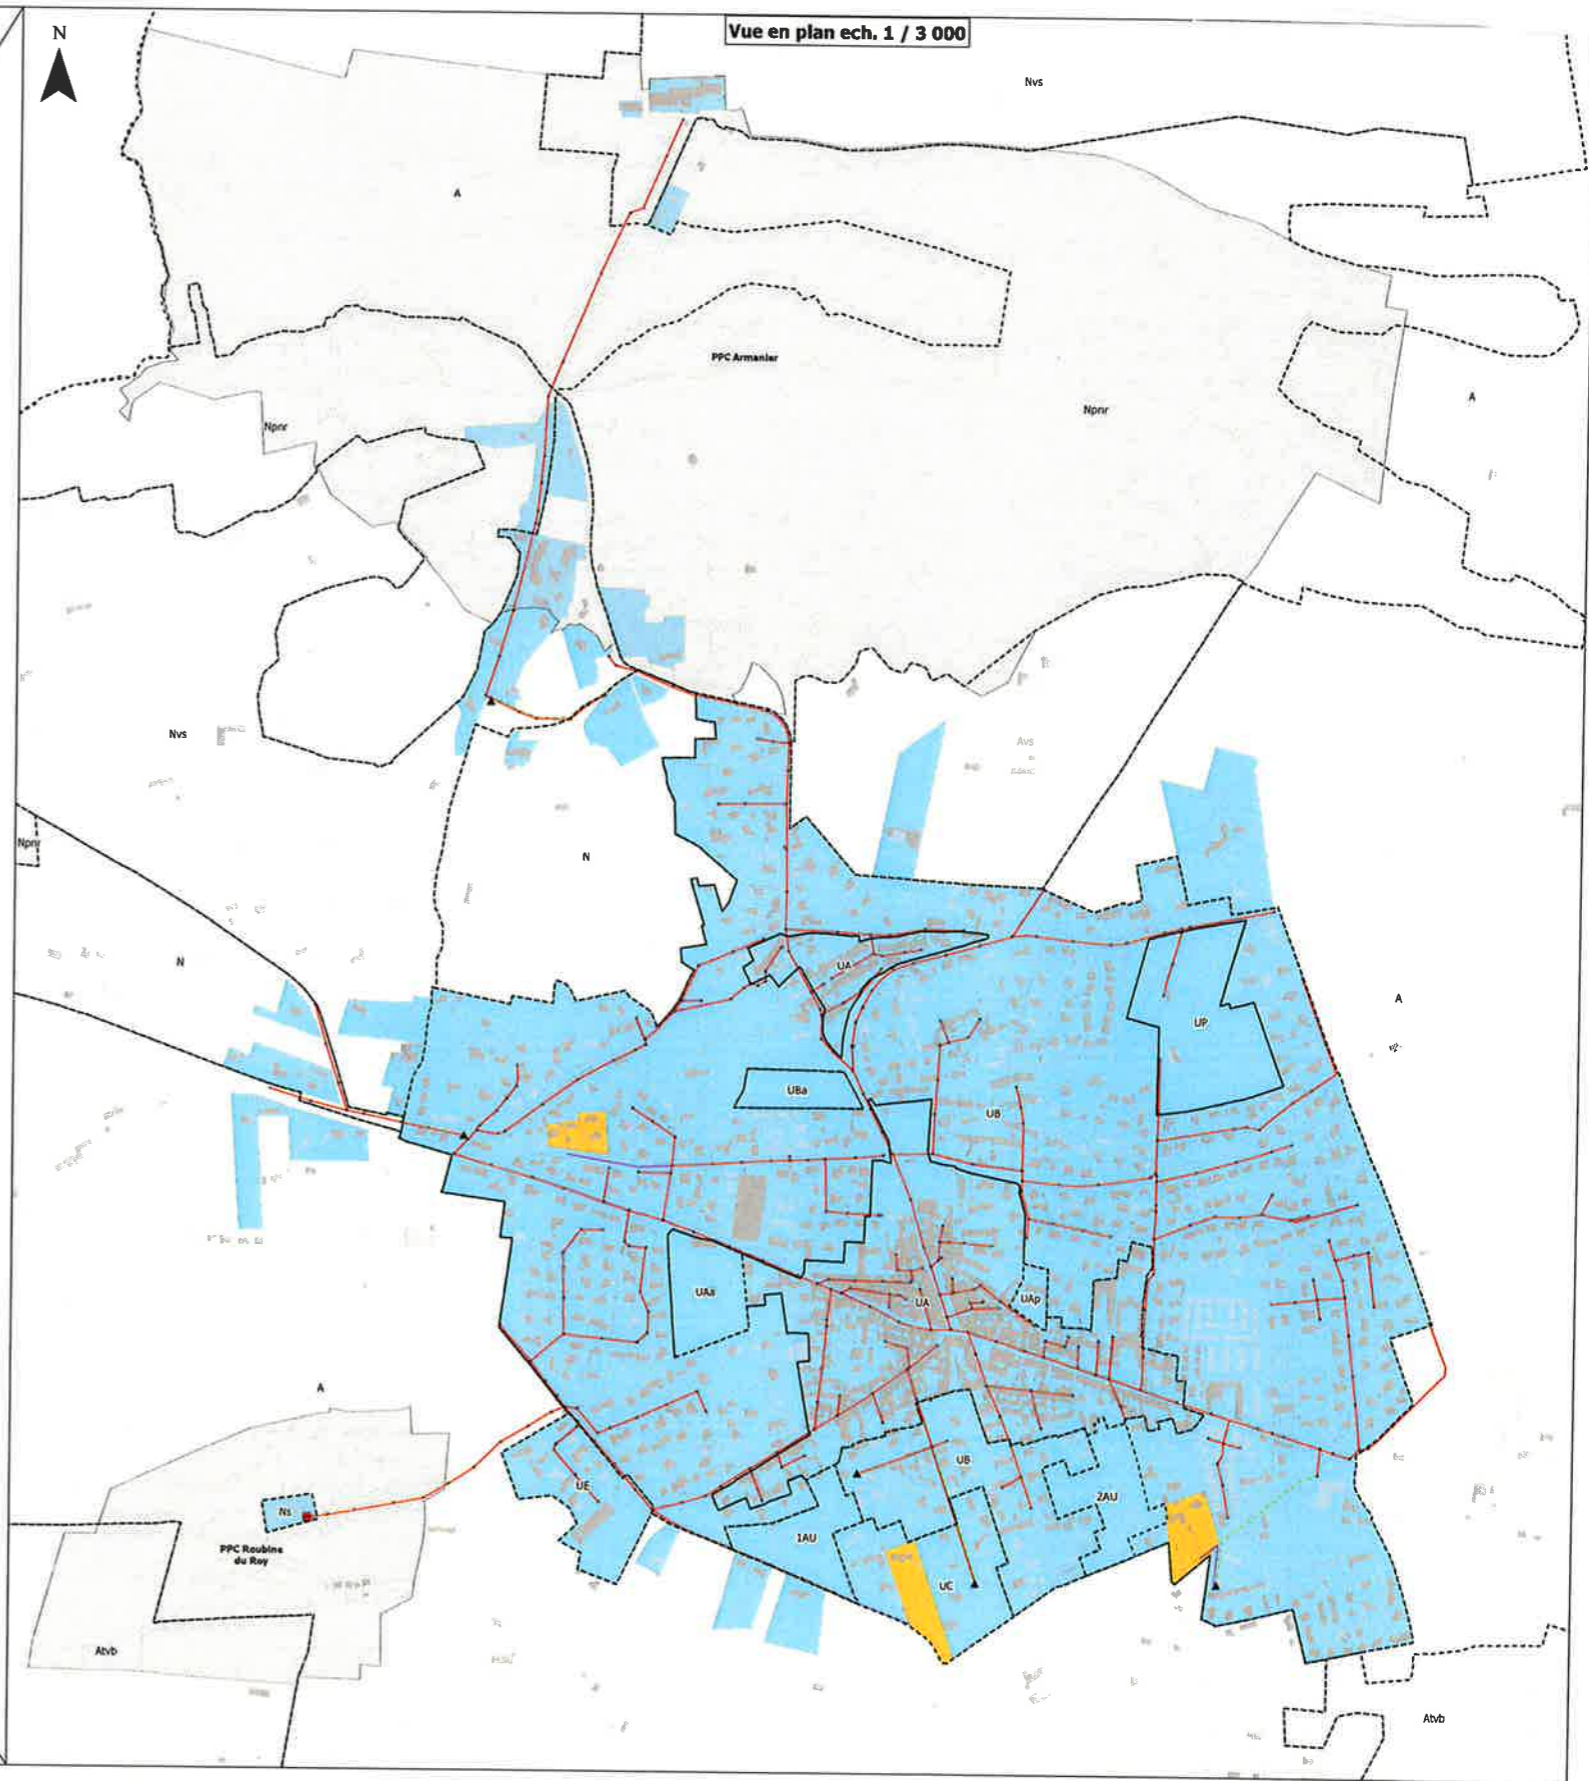 N
Vue en plan ech. 1 / 3 000
Nvs
A
PPC Armanier
Npnr
Npnr
A
Nvs
Avs
Npnr
N
N
UA
A
UP
UBa
UB
UAa
UA
UAp
A
UE
UB
2AU
Ns
1AU
PPC Roubine
du Roy
UC
Atvb
Atvb